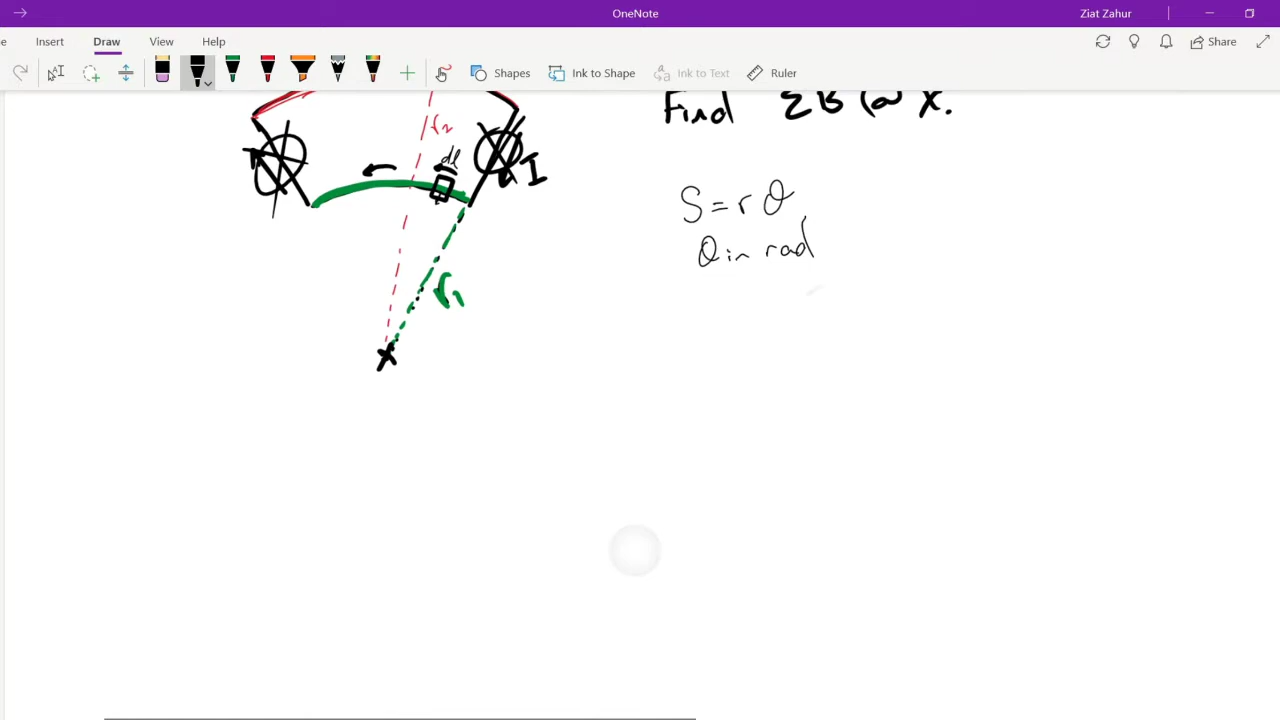 OneNote
Ziat Zahur
Insert Draw View Help
Share
Shapes
Ink to Shape
Ink to Text
Ruler
r₂
Find ΣB @ X.
dl
I
S = r θ
θ in rad
r₁
x